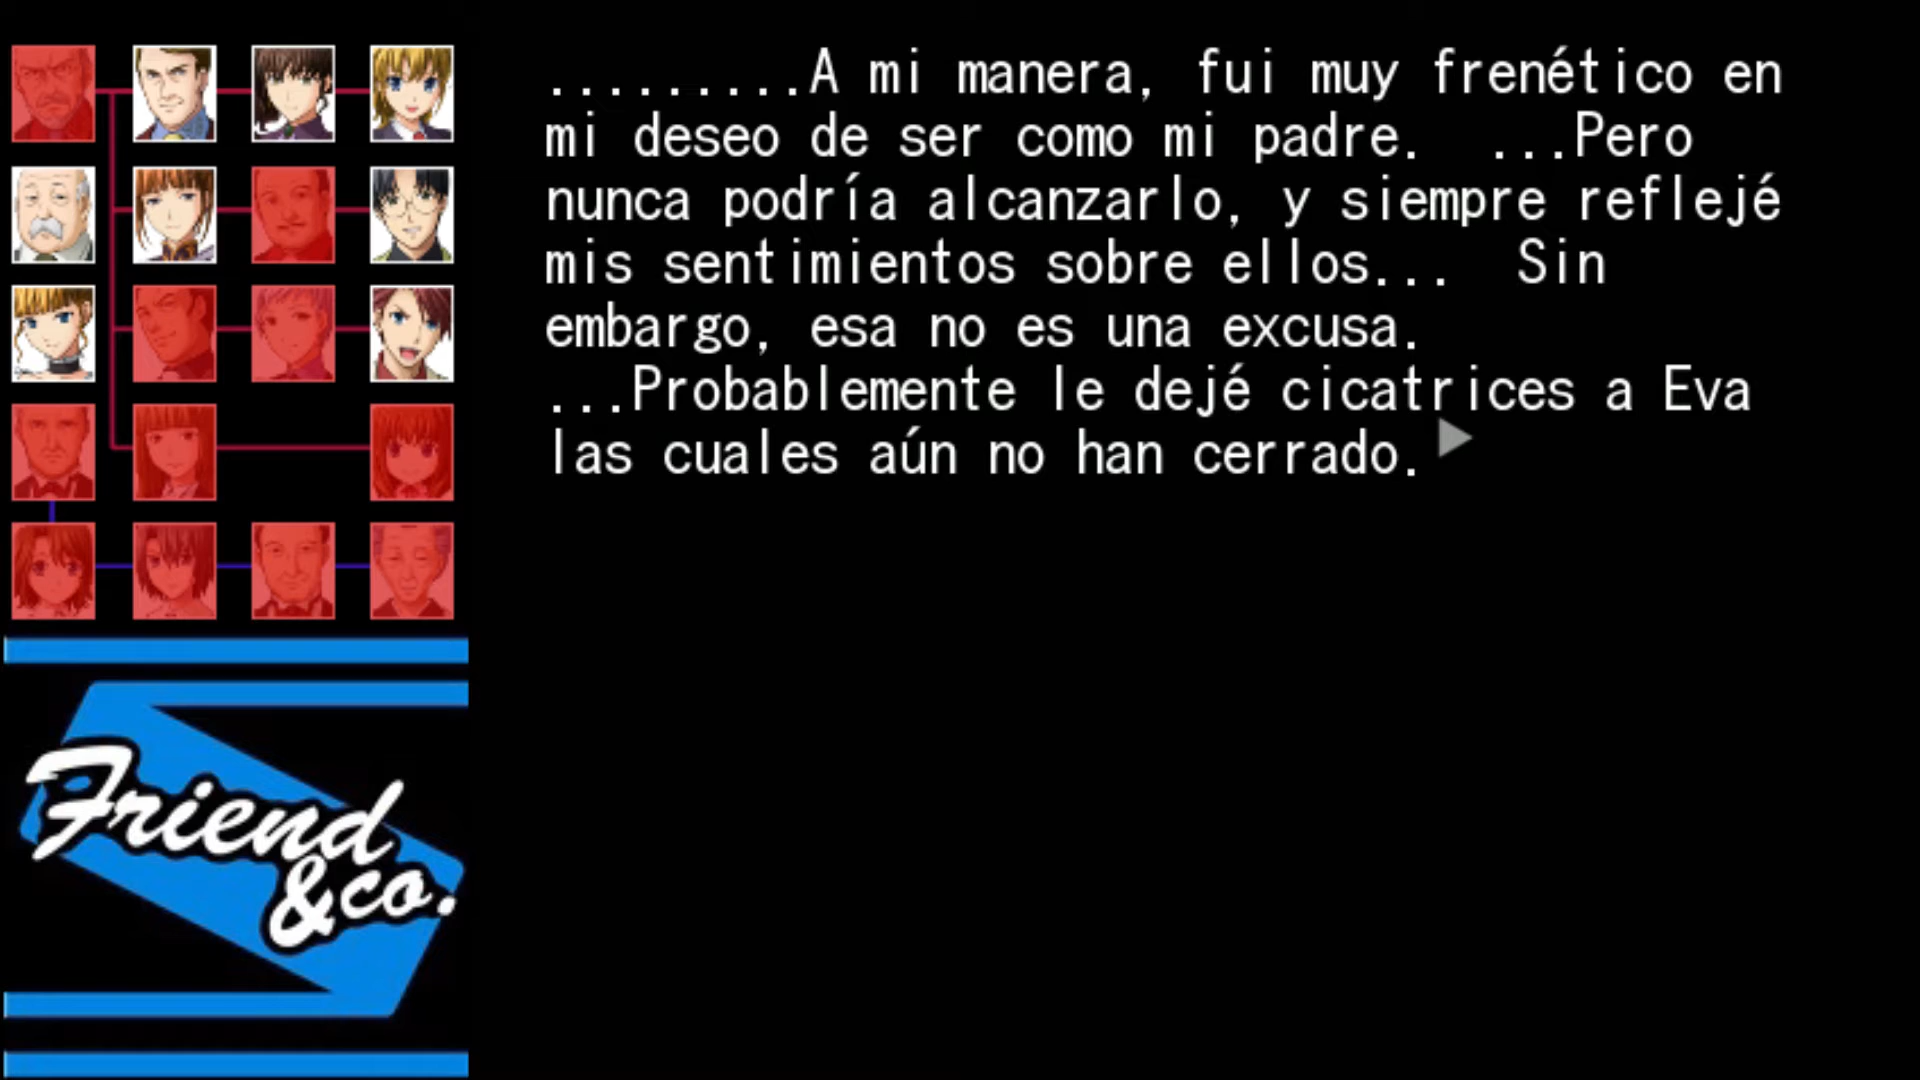 .........A mi manera, fui muy frenético en
mi deseo de ser como mi padre.  ...Pero
nunca podría alcanzarlo, y siempre reflejé
mis sentimientos sobre ellos...  Sin
embargo, esa no es una excusa.
...Probablemente le dejé cicatrices a Eva
las cuales aún no han cerrado.
Friend
&co.